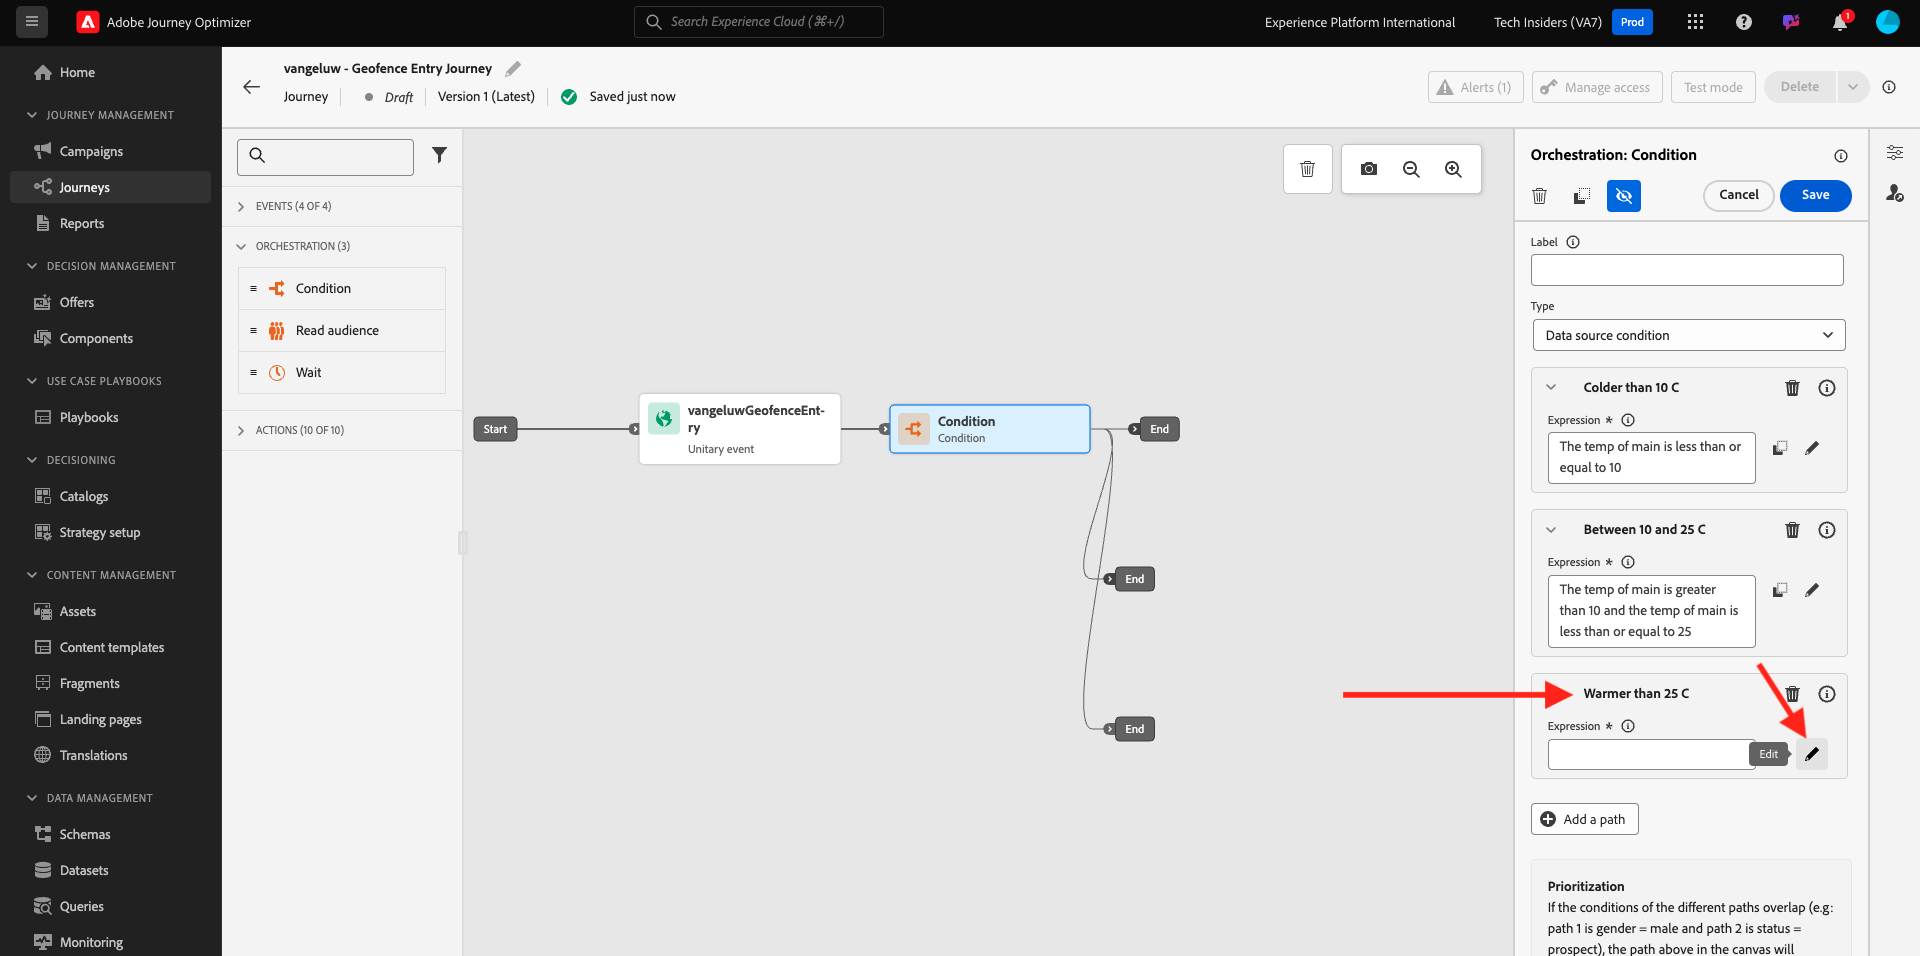 Adobe Journey Optimizer
Search Experience Cloud (⌘+/)
Experience Platform International
Tech Insiders (VA7)
Prod
1
Home
JOURNEY MANAGEMENT
Campaigns
Journeys
Reports
DECISION MANAGEMENT
Offers
Components
USE CASE PLAYBOOKS
Playbooks
DECISIONING
Catalogs
Strategy setup
CONTENT MANAGEMENT
Assets
Content templates
Fragments
Landing pages
Translations
DATA MANAGEMENT
Schemas
Datasets
Queries
Monitoring
vangeluw - Geofence Entry Journey
Journey
Draft
Version 1 (Latest)
Saved just now
Alerts (1)
Manage access
Test mode
Delete
EVENTS (4 OF 4)
ORCHESTRATION (3)
Condition
Read audience
Wait
ACTIONS (10 OF 10)
Start
vangeluwGeofenceEnt-
ry
Unitary event
Condition
Condition
End
End
End
Orchestration: Condition
Cancel
Save
Label
Type
Data source condition
Colder than 10 C
Expression *
The temp of main is less than or
equal to 10
Between 10 and 25 C
Expression *
The temp of main is greater
than 10 and the temp of main is
less than or equal to 25
Warmer than 25 C
Expression *
Edit
Add a path
Prioritization
If the conditions of the different paths overlap (e.g:
path 1 is gender = male and path 2 is status =
prospect), the path above in the canvas will